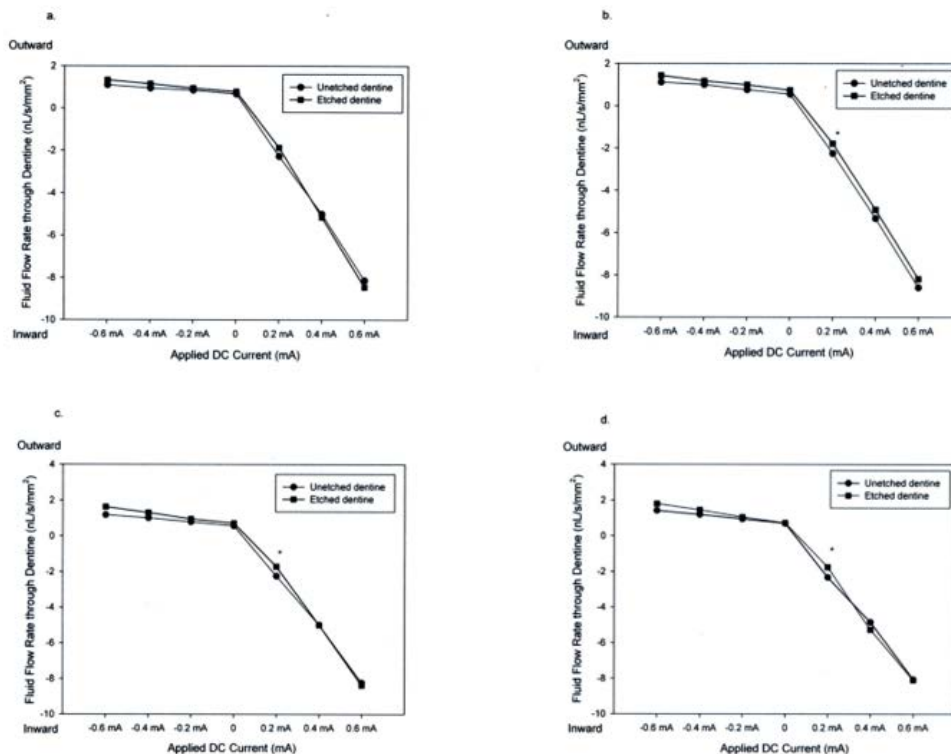 a.
Outward
2
0
-2
-4
-6
-8
-10
Fluid Flow Rate through Dentine (nL/s/mm²)
Unetched dentine
Etched dentine
Inward
-0.6 mA -0.4 mA -0.2 mA 0 0.2 mA 0.4 mA 0.6 mA
Applied DC Current (mA)
b.
Outward
2
0
-2
-4
-6
-8
-10
Fluid Flow Rate through Dentine (nL/s/mm²)
Unetched dentine
Etched dentine
*
Inward
-0.6 mA -0.4 mA -0.2 mA 0 0.2 mA 0.4 mA 0.6 mA
Applied DC Current (mA)
c.
Outward
4
2
0
-2
-4
-6
-8
-10
Fluid Flow Rate through Dentine (nL/s/mm²)
Unetched dentine
Etched dentine
*
Inward
-0.6 mA -0.4 mA -0.2 mA 0 0.2 mA 0.4 mA 0.6 mA
Applied DC Current (mA)
d.
Outward
4
2
0
-2
-4
-6
-8
-10
Fluid Flow Rate through Dentine (nL/s/mm²)
Unetched dentine
Etched dentine
*
Inward
-0.6 mA -0.4 mA -0.2 mA 0 0.2 mA 0.4 mA 0.6 mA
Applied DC Current (mA)